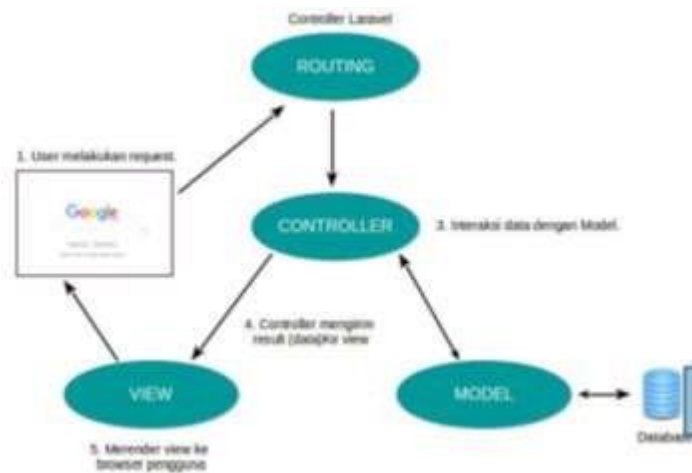 Controller Laravel
ROUTING
1. User melakukan request.
Google
CONTROLLER
3. Interaksi data dengan Model.
4. Controller mengirim
result (data)Ke view
VIEW
MODEL
Database
5. Merender view ke
browser pengguna